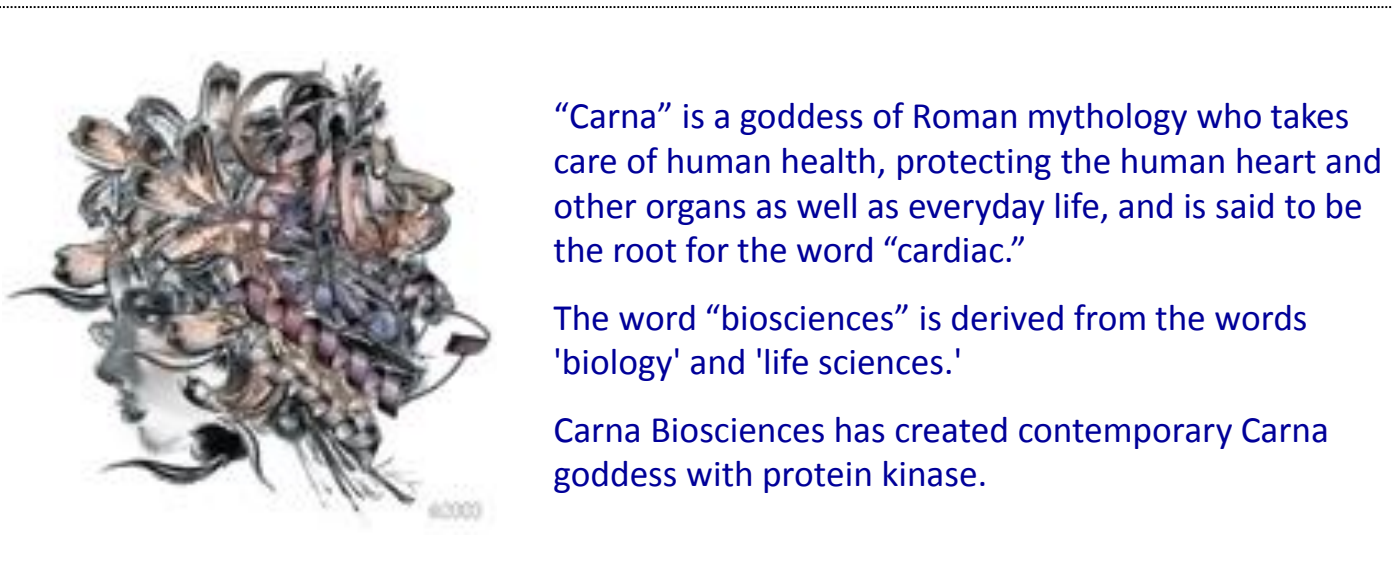 “Carna” is a goddess of Roman mythology who takes
care of human health, protecting the human heart and
other organs as well as everyday life, and is said to be
the root for the word “cardiac.”
The word “biosciences” is derived from the words
'biology' and 'life sciences.'
Carna Biosciences has created contemporary Carna
goddess with protein kinase.